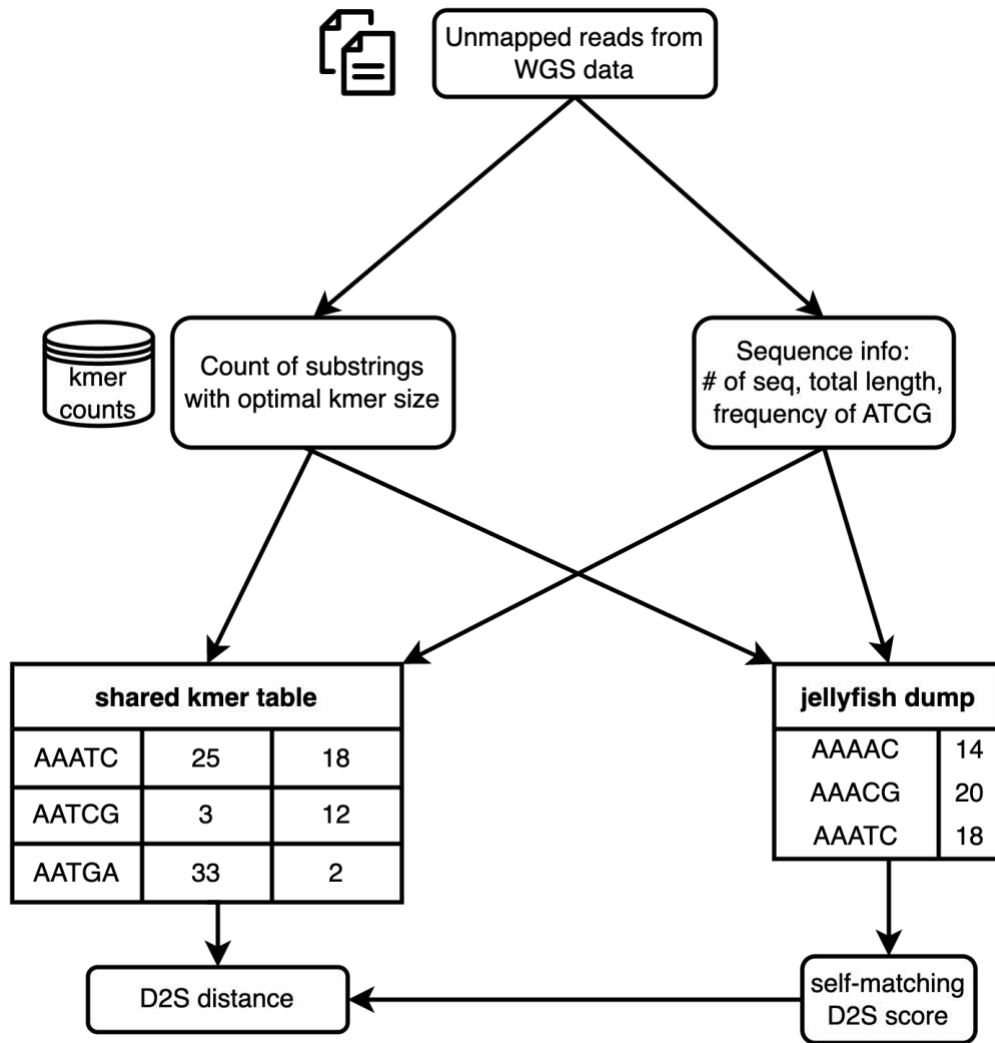 Unmapped reads from
WGS data
kmer
counts
Count of substrings
with optimal kmer size
Sequence info:
# of seq, total length,
frequency of ATCG
shared kmer table
AAATC 25 18
AATCG 3 12
AATGA 33 2
jellyfish dump
AAAAC 14
AAACG 20
AAATC 18
D2S distance
self-matching
D2S score